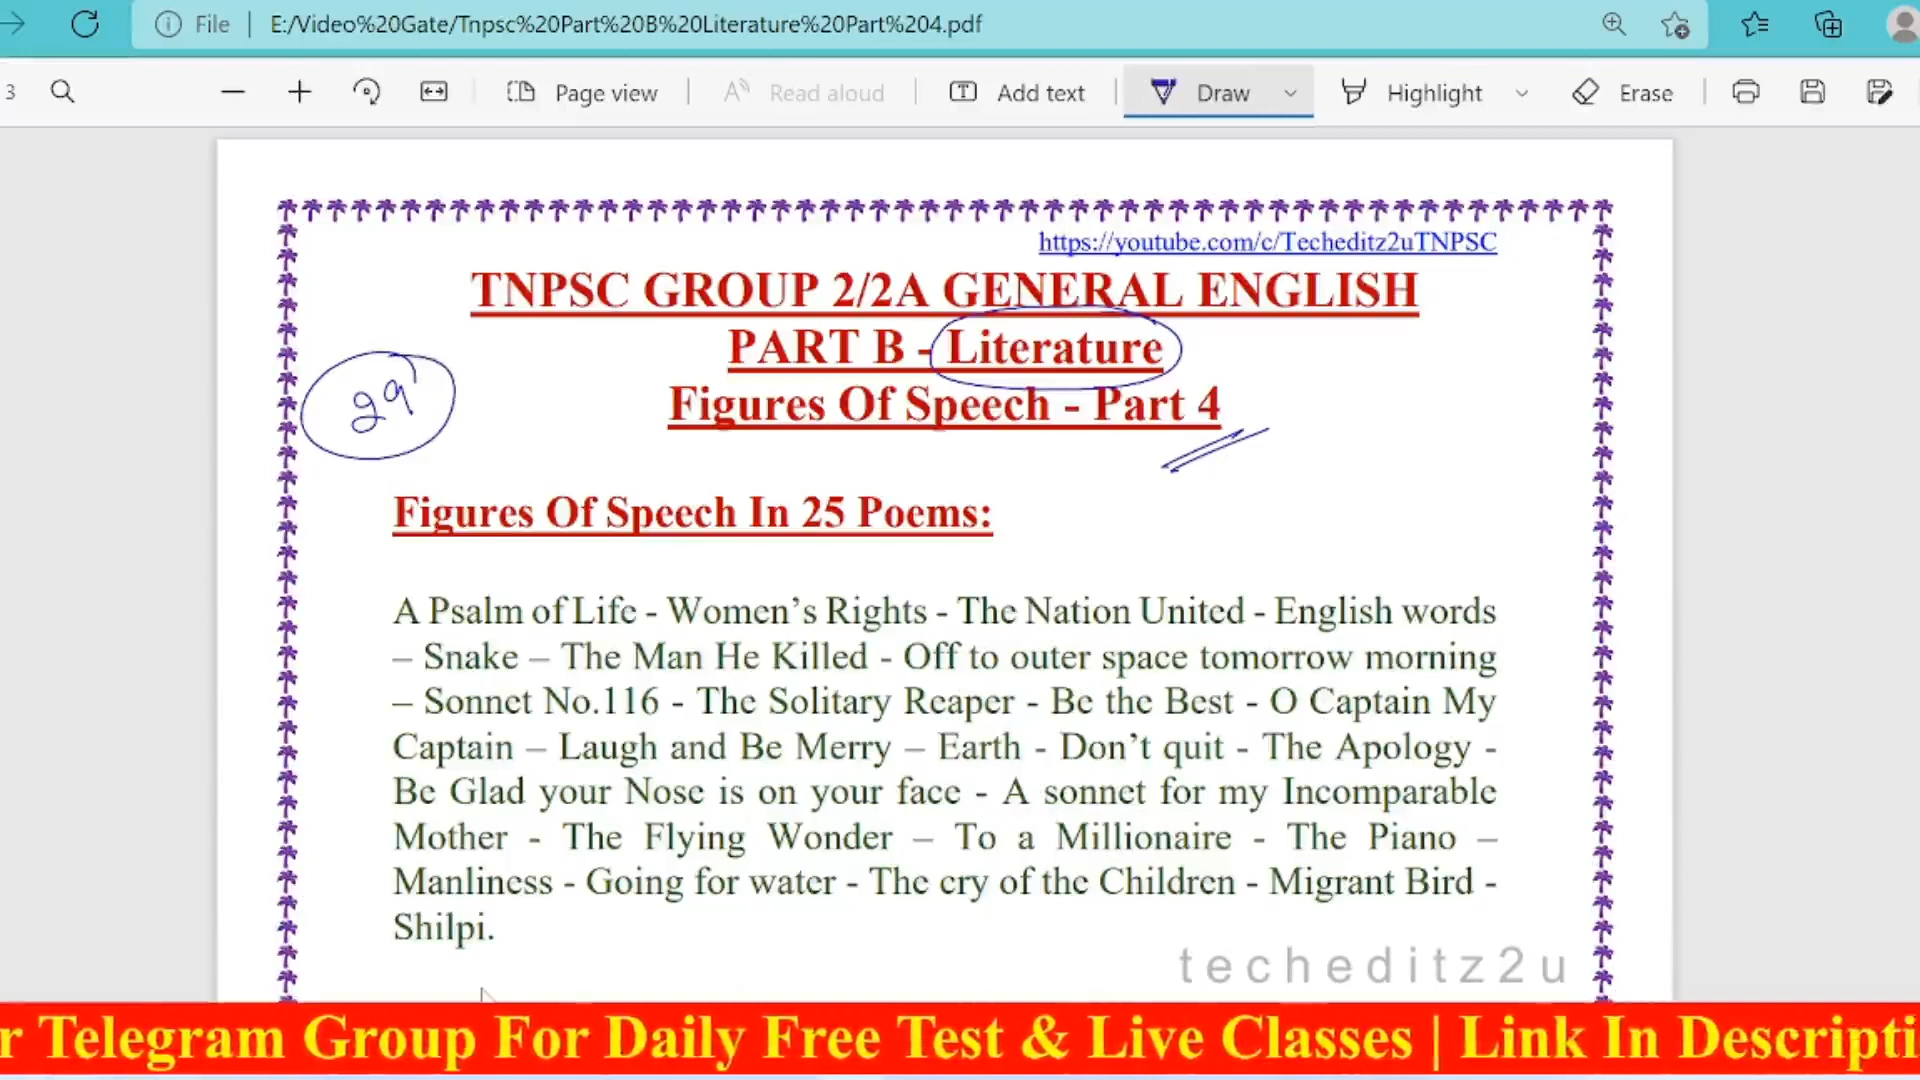 File
E:/Video%20Gate/Tnpsc%20Part%20B%20Literature%20Part%204.pdf
3
Page view
Read aloud
Add text
Draw
Highlight
Erase
https://youtube.com/c/Techeditz2uTNPSC
TNPSC GROUP 2/2A GENERAL ENGLISH
PART B - Literature
29
Figures Of Speech - Part 4
Figures Of Speech In 25 Poems:
A Psalm of Life - Women's Rights - The Nation United - English words
– Snake – The Man He Killed - Off to outer space tomorrow morning
– Sonnet No.116 - The Solitary Reaper - Be the Best - O Captain My
Captain – Laugh and Be Merry – Earth - Don't quit - The Apology -
Be Glad your Nose is on your face - A sonnet for my Incomparable
Mother - The Flying Wonder – To a Millionaire - The Piano –
Manliness - Going for water - The cry of the Children - Migrant Bird -
Shilpi.
techeditz2u
r Telegram Group For Daily Free Test & Live Classes | Link In Descripti